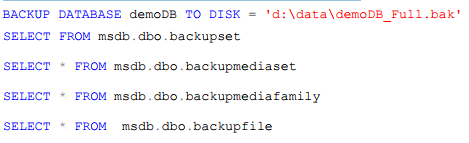 BACKUP DATABASE demoDB TO DISK = 'd:\data\demoDB_Full.bak'
SELECT FROM msdb.dbo.backupset
SELECT * FROM msdb.dbo.backupmediaset
SELECT * FROM msdb.dbo.backupmediafamily
SELECT * FROM  msdb.dbo.backupfile